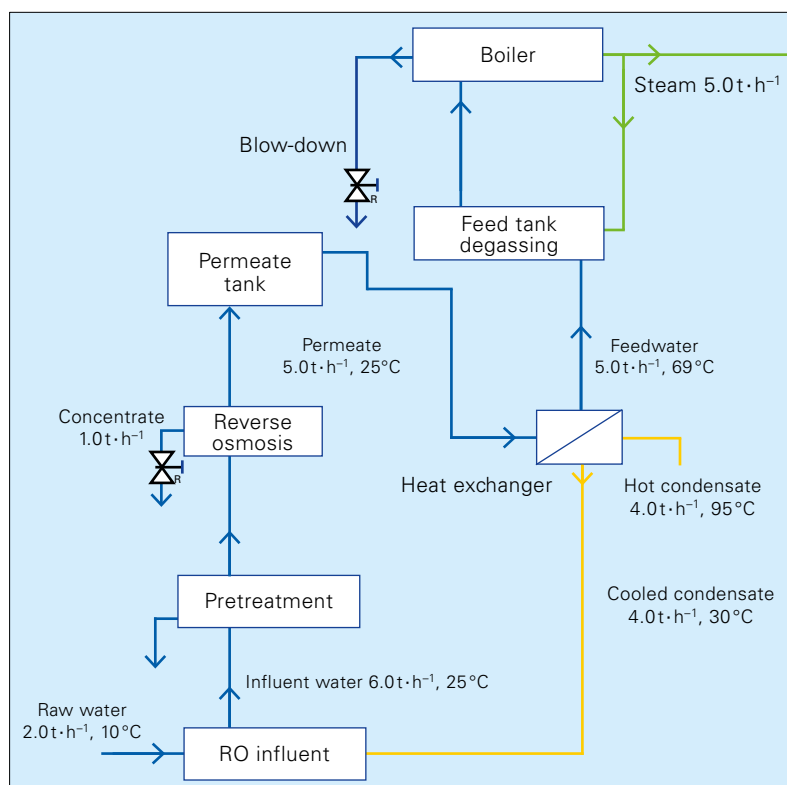 Boiler
Steam 5.0 t·h⁻¹
Blow-down
R
Feed tank
degassing
Permeate
tank
Permeate
5.0 t·h⁻¹, 25°C
Feedwater
5.0 t·h⁻¹, 69°C
Concentrate
1.0 t·h⁻¹
R
Reverse
osmosis
Heat exchanger
Hot condensate
4.0 t·h⁻¹, 95°C
Pretreatment
Cooled condensate
4.0 t·h⁻¹, 30°C
Influent water 6.0 t·h⁻¹, 25°C
Raw water
2.0 t·h⁻¹, 10°C
RO influent